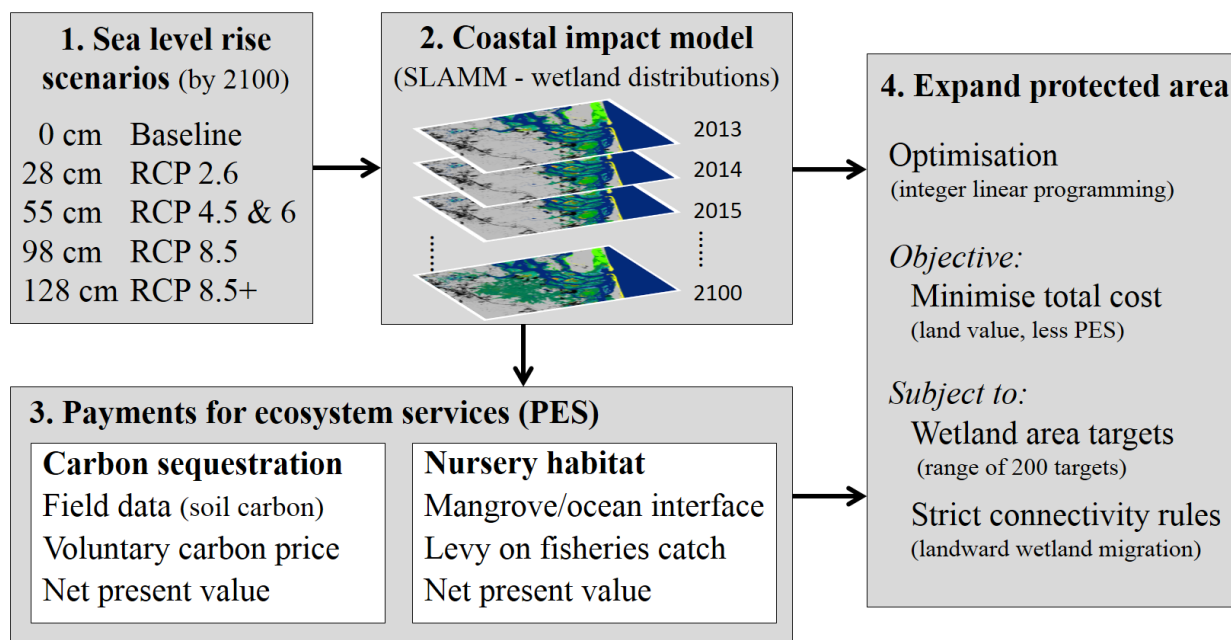 1. Sea level rise
scenarios (by 2100)
0 cm Baseline
28 cm RCP 2.6
55 cm RCP 4.5 & 6
98 cm RCP 8.5
128 cm RCP 8.5+
2. Coastal impact model
(SLAMM - wetland distributions)
2013
2014
2015
2100
3. Payments for ecosystem services (PES)
Carbon sequestration
Field data (soil carbon)
Voluntary carbon price
Net present value
Nursery habitat
Mangrove/ocean interface
Levy on fisheries catch
Net present value
4. Expand protected area
Optimisation
(integer linear programming)
Objective:
Minimise total cost
(land value, less PES)
Subject to:
Wetland area targets
(range of 200 targets)
Strict connectivity rules
(landward wetland migration)